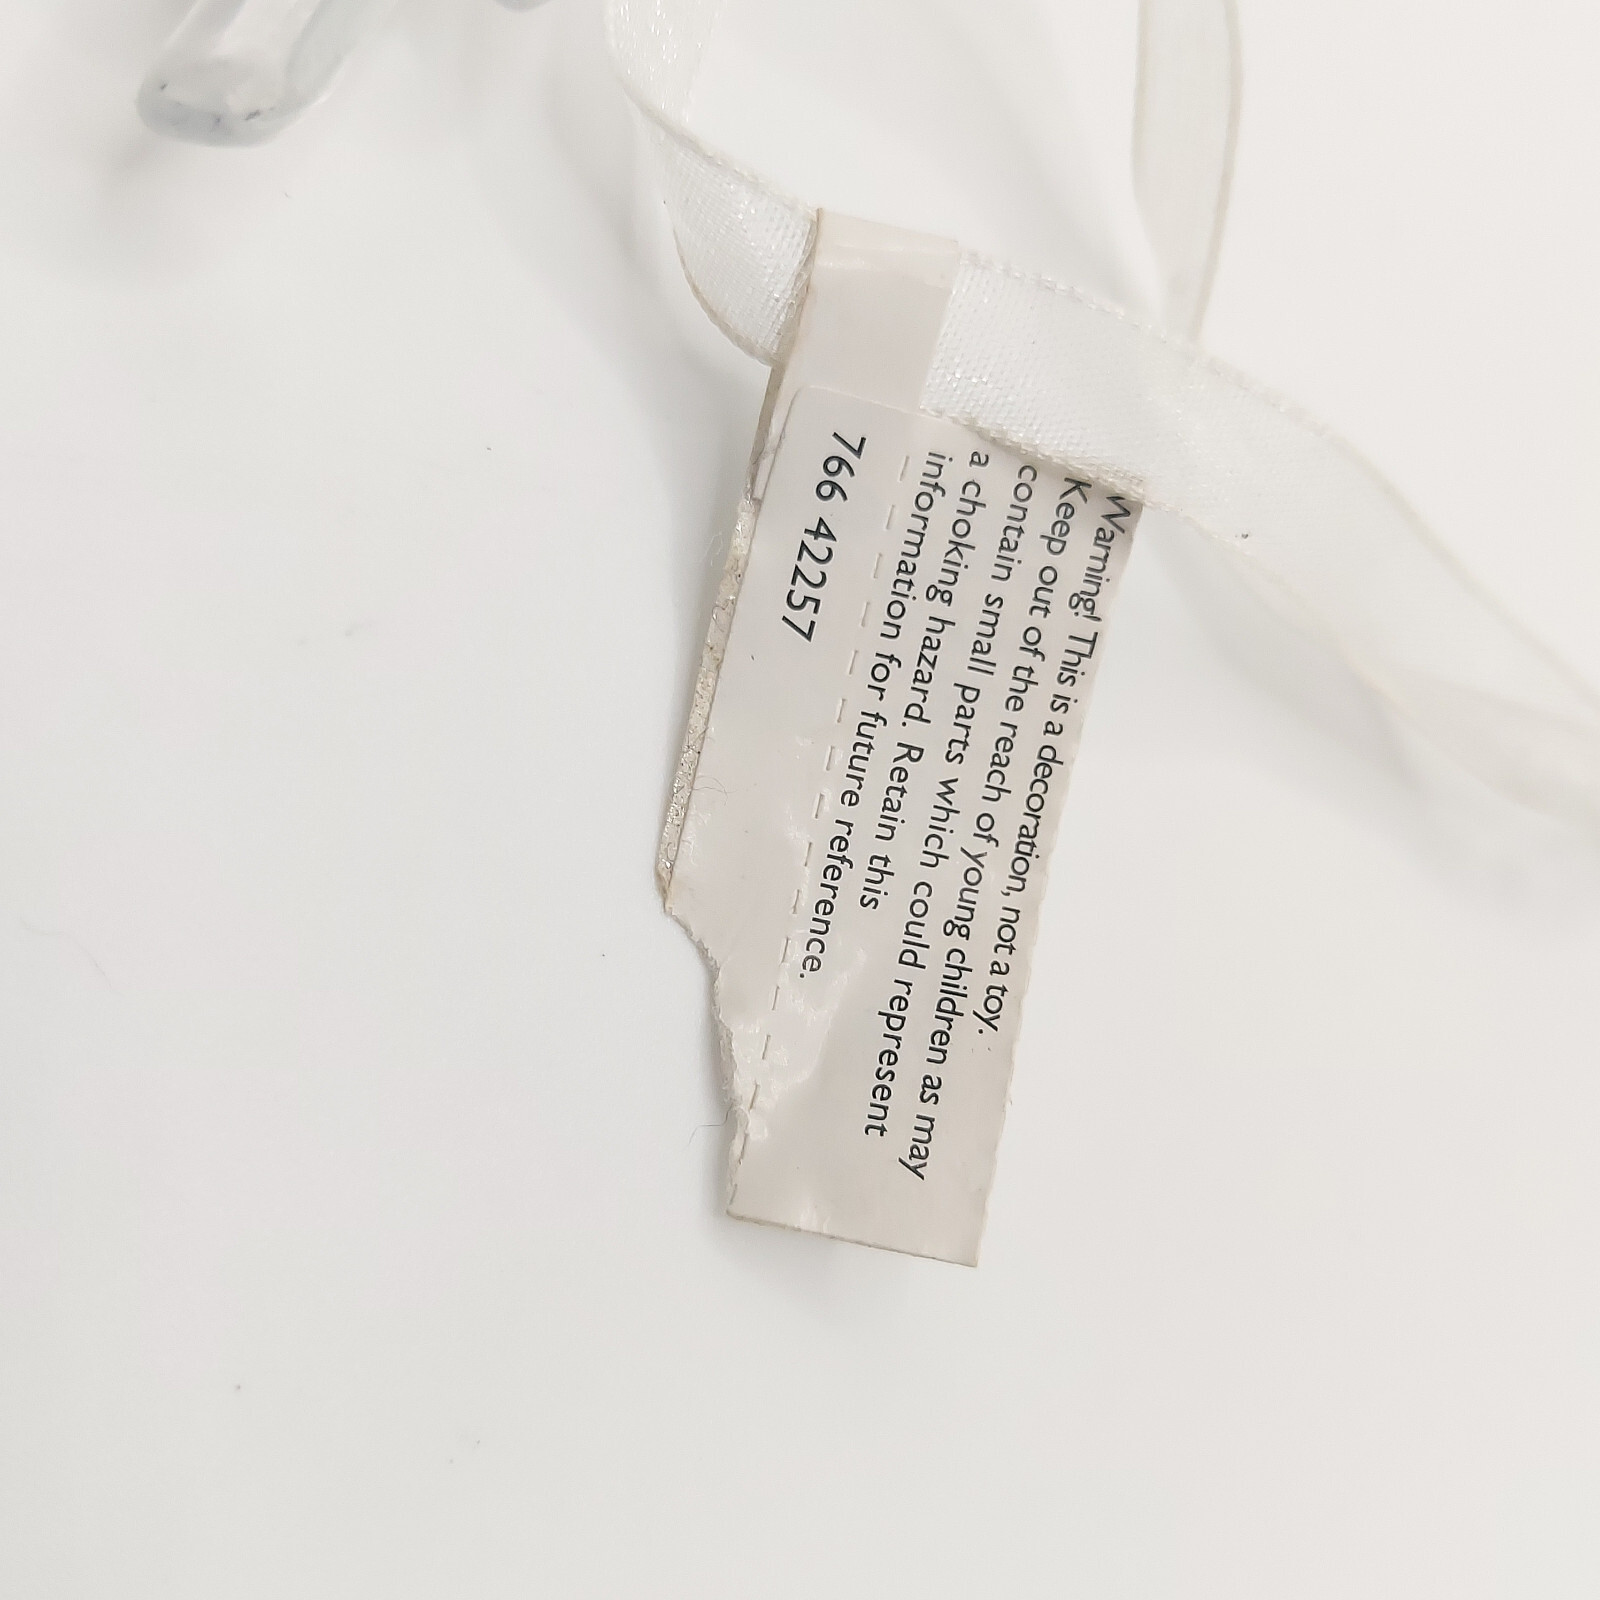 Warning! This is a decoration, not a toy.
Keep out of the reach of young children as may
contain small parts which could represent
a choking hazard. Retain this
information for future reference.
766 42257